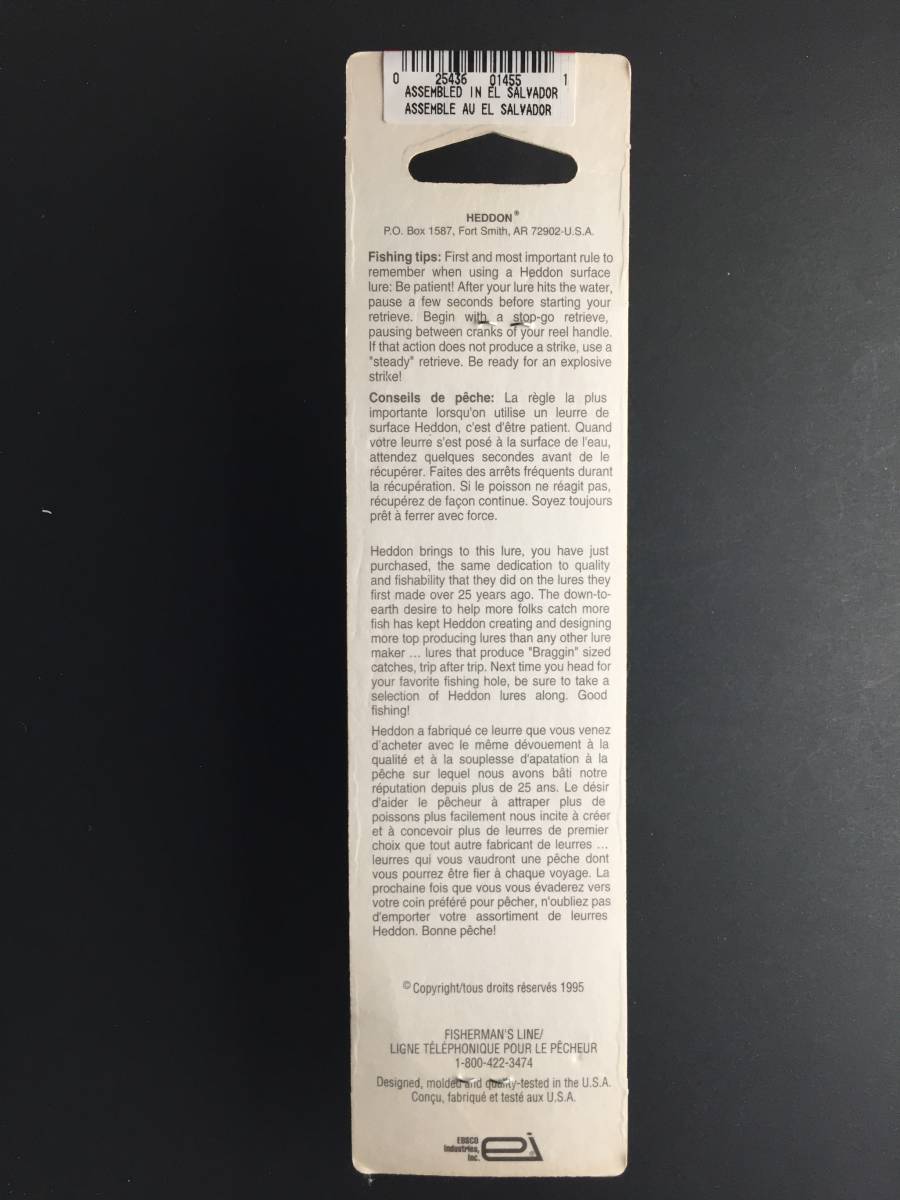 0 25436 01455 1
ASSEMBLED IN EL SALVADOR
ASSEMBLE AU EL SALVADOR
HEDDON®
P.O. Box 1587, Fort Smith, AR 72902-U.S.A.
Fishing tips: First and most important rule to
remember when using a Heddon surface
lure: Be patient! After your lure hits the water,
pause a few seconds before starting your
retrieve. Begin with a stop-go retrieve,
pausing between cranks of your reel handle.
If that action does not produce a strike, use a
"steady" retrieve. Be ready for an explosive
strike!
Conseils de pêche: La règle la plus
importante lorsqu'on utilise un leurre de
surface Heddon, c'est d'être patient. Quand
votre leurre s'est posé à la surface de l'eau,
attendez quelques secondes avant de le
récupérer. Faites des arrêts fréquents durant
la récupération. Si le poisson ne réagit pas,
récupérez de façon continue. Soyez toujours
prêt à ferrer avec force.
Heddon brings to this lure, you have just
purchased, the same dedication to quality
and fishability that they did on the lures they
first made over 25 years ago. The down-to-
earth desire to help more folks catch more
fish has kept Heddon creating and designing
more top producing lures than any other lure
maker ... lures that produce "Braggin" sized
catches, trip after trip. Next time you head for
your favorite fishing hole, be sure to take a
selection of Heddon lures along. Good
fishing!
Heddon a fabriqué ce leurre que vous venez
d'acheter avec le même dévouement à la
qualité et à la souplesse d'apatation à la
pêche sur lequel nous avons bâti notre
réputation depuis plus de 25 ans. Le désir
d'aider le pêcheur à attraper plus de
poissons plus facilement nous incite à créer
et à concevoir plus de leurres de premier
choix que tout autre fabricant de leurres ...
leurres qui vous vaudront une pêche dont
vous pourrez être fier à chaque voyage. La
prochaine fois que vous vous évaderez vers
votre coin préféré pour pêcher, n'oubliez pas
d'emporter votre assortiment de leurres
Heddon. Bonne pêche!
© Copyright/tous droits réservés 1995
FISHERMAN'S LINE/
LIGNE TÉLÉPHONIQUE POUR LE PÊCHEUR
1-800-422-3474
Designed, molded and quality-tested in the U.S.A.
Conçu, fabriqué et testé aux U.S.A.
EBSCO
Industries,
Inc.
ei